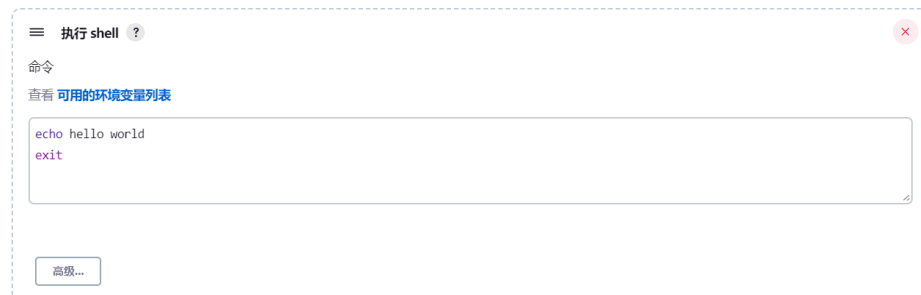 执行 shell ?
命令
查看 可用的环境变量列表
echo hello world
exit
高级...